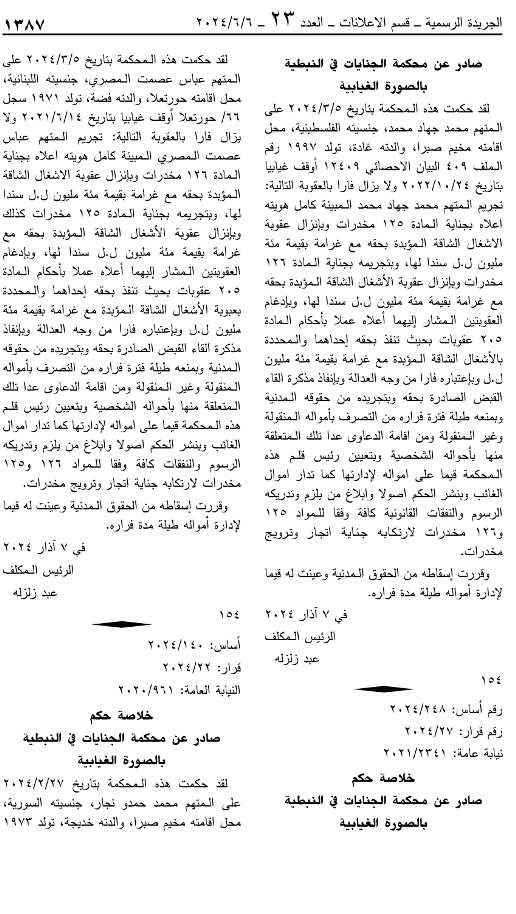 الجريدة الرسمية ــ قسم الاعلانات ــ العدد ٢٣ ــ ٢٠٢٤/٦/٦
١٣٨٧
صادر عن محكمة الجنايات في النبطية
بالصورة الغيابية
لقد حكمت هذه المحكمة بتاريخ ٢٠٢٤/٣/٥ على
المتهم محمد جهاد محمد، جنسيته الفلسطينية، محل
اقامته مخيم صبرا، والدته غادة، تولد ١٩٩٧ رقم
الملف ٤٠٩ البيان الاحصائي ١٢٤٠٩ أوقف غيابيا
بتاريخ ٢٠٢٢/١٠/٢٤ ولا يزال فارا بالعقوبة التالية:
تجريم المتهم محمد جهاد محمد المبينة كامل هويته
اعلاه بجناية المادة ١٢٥ مخدرات وبإنزال عقوبة
الاشغال الشاقة المؤبدة بحقه مع غرامة بقيمة مئة
مليون ل.ل سندا لها، وبتجريمه بجناية المادة ١٢٦
مخدرات وبإنزال عقوبة الأشغال الشاقة المؤبدة بحقه
مع غرامة بقيمة مئة مليون ل.ل سندا لها، وبإدغام
العقوبتين المشار إليهما أعلاه عملا بأحكام المادة
٢٠٥ عقوبات بحيث تنفذ بحقه إحداهما والمحددة
بالأشغال الشاقة المؤبدة مع غرامة بقيمة مئة مليون
ل.ل وبإعتباره فارا من وجه العدالة وبإنفاذ مذكرة القاء
القبض الصادرة بحقه وبتجريده من حقوقه المدنية
وبمنعه طيلة فترة فراره من التصرف بأمواله المنقولة
وغير المنقولة ومن اقامة الدعاوى عدا تلك المتعلقة
منها بأحواله الشخصية وبتعيين رئيس قلم هذه
المحكمة قيما على امواله لإدارتها كما تدار اموال
الغائب وبنشر الحكم اصولا وابلاغ من يلزم وتدريكه
الرسوم والنفقات القانونية كافة وفقا للمواد ١٢٥
و١٢٦ مخدرات لارتكابه جناية اتجار وترويج
مخدرات.
وقررت إسقاطه من الحقوق المدنية وعينت له قيما
لإدارة أمواله طيلة مدة فراره.
في ٧ آذار ٢٠٢٤
الرئيس المكلف
عبد زلزله
١٥٤
رقم أساس: ٢٠٢٤/٢٤٨
رقم قرار: ٢٠٢٤/٢٧
نيابة عامة: ٢٠٢١/٢٣٤١
خلاصة حكم
صادر عن محكمة الجنايات في النبطية
بالصورة الغيابية
لقد حكمت هذه المحكمة بتاريخ ٢٠٢٤/٣/٥ على
المتهم عباس عصمت المصري، جنسيته اللبنانية،
محل اقامته حورتعلا، والدته فضة، تولد ١٩٧١ سجل
٦٦/ حورتعلا أوقف غيابيا بتاريخ ٢٠٢١/٦/١٤ ولا
يزال فارا بالعقوبة التالية: تجريم المتهم عباس
عصمت المصري المبينة كامل هويته اعلاه بجناية
المادة ١٢٦ مخدرات وبإنزال عقوبة الاشغال الشاقة
المؤبدة بحقه مع غرامة بقيمة مئة مليون ل.ل سندا
لها، وبتجريمه بجناية المادة ١٢٥ مخدرات كذلك
وبإنزال عقوبة الأشغال الشاقة المؤبدة بحقه مع
غرامة بقيمة مئة مليون ل.ل سندا لها، وبإدغام
العقوبتين المشار إليهما أعلاه عملا بأحكام المادة
٢٠٥ عقوبات بحيث تنفذ بحقه إحداهما والمحددة
بعبوية الأشغال الشاقة المؤبدة مع غرامة بقيمة مئة
مليون ل.ل وبإعتباره فارا من وجه العدالة وبإنفاذ
مذكرة القاء القبض الصادرة بحقه وبتجريده من حقوقه
المدنية وبمنعه طيلة فترة فراره من التصرف بأمواله
المنقولة وغير المنقولة ومن اقامة الدعاوى عدا تلك
المتعلقة منها بأحواله الشخصية وبتعيين رئيس قلم
هذه المحكمة قيما على امواله لإدارتها كما تدار اموال
الغائب وبنشر الحكم اصولا وابلاغ من يلزم وتدريكه
الرسوم والنفقات كافة وفقا للمواد ١٢٦ و١٢٥
مخدرات لارتكابه جناية اتجار وترويج مخدرات.
وقررت إسقاطه من الحقوق المدنية وعينت له قيما
لإدارة أمواله طيلة مدة فراره.
في ٧ آذار ٢٠٢٤
الرئيس المكلف
عبد زلزله
١٥٤
أساس: ٢٠٢٤/١٤٠
قرار: ٢٠٢٤/٢٢
النيابة العامة: ٢٠٢٠/٩٦١
خلاصة حكم
صادر عن محكمة الجنايات في النبطية
بالصورة الغيابية
لقد حكمت هذه المحكمة بتاريخ ٢٠٢٤/٢/٢٧
على المتهم محمد حمدو نجار، جنسيته السورية،
محل اقامته مخيم صبرا، والدته خديجة، تولد ١٩٧٣